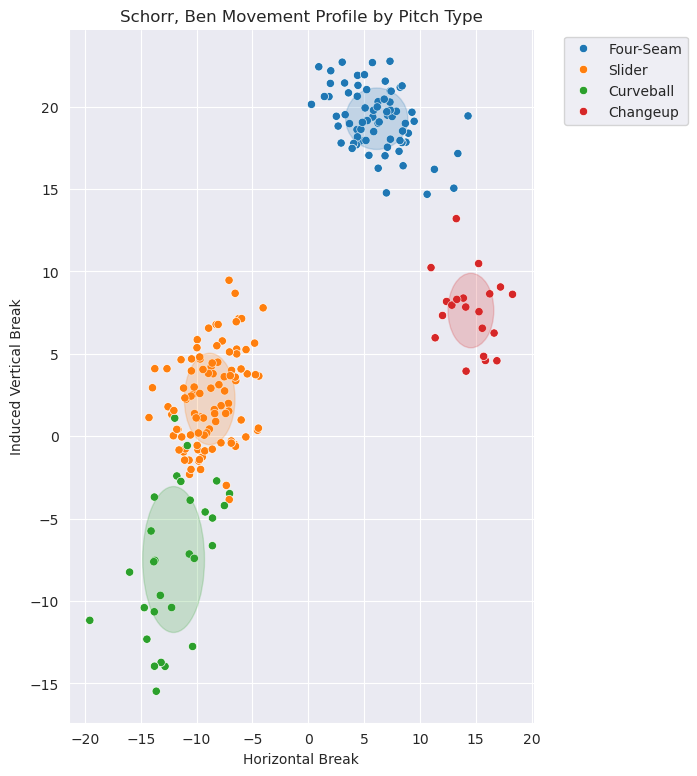 Schorr, Ben Movement Profile by Pitch Type
Four-Seam
Slider
Curveball
Changeup
Induced Vertical Break
20
15
10
5
0
−5
−10
−15
−20
−15
−10
−5
0
5
10
15
20
Horizontal Break